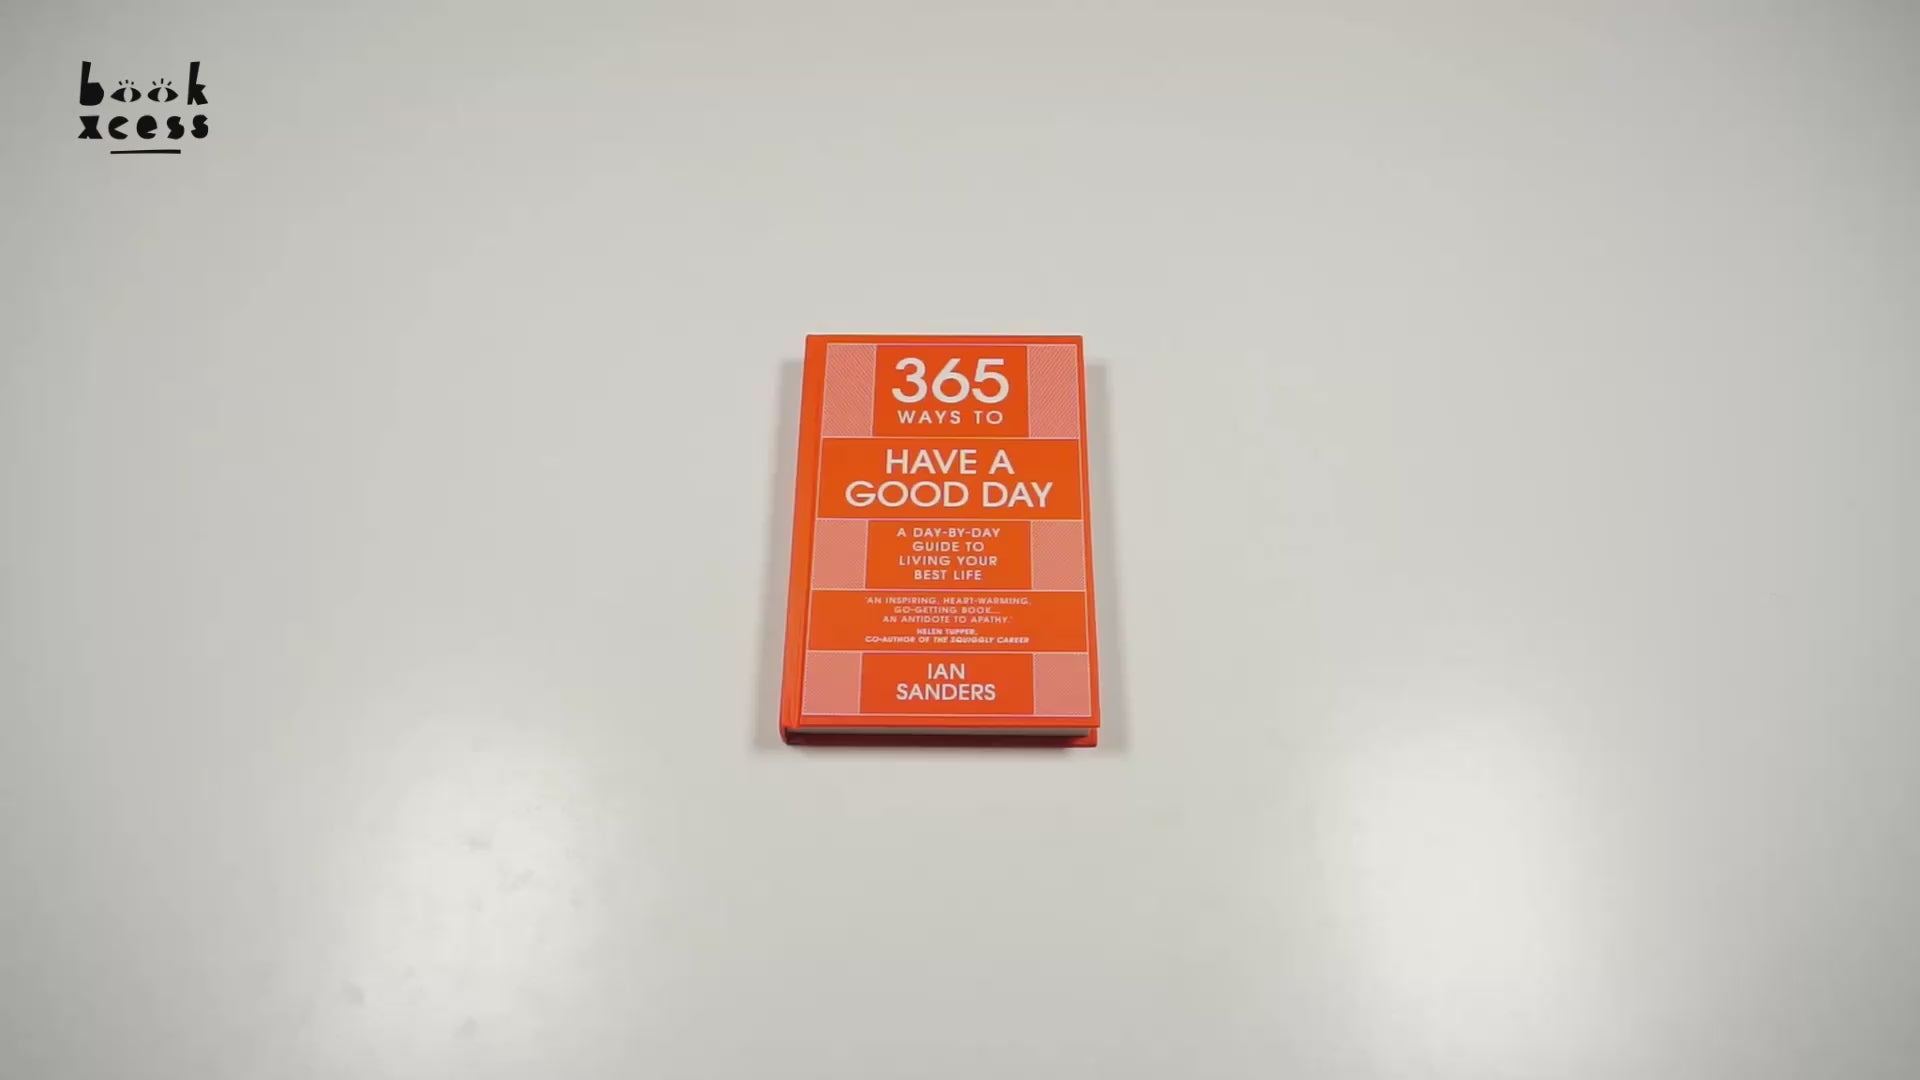 book
xcess
365
WAYS TO
HAVE A
GOOD DAY
A DAY-BY-DAY
GUIDE TO
LIVING YOUR
BEST LIFE
'AN INSPIRING, HEART-WARMING,
GO-GETTING BOOK...
AN ANTIDOTE TO APATHY.'
HELEN TUPPER,
CO-AUTHOR OF THE SQUIGGLY CAREER
IAN
SANDERS